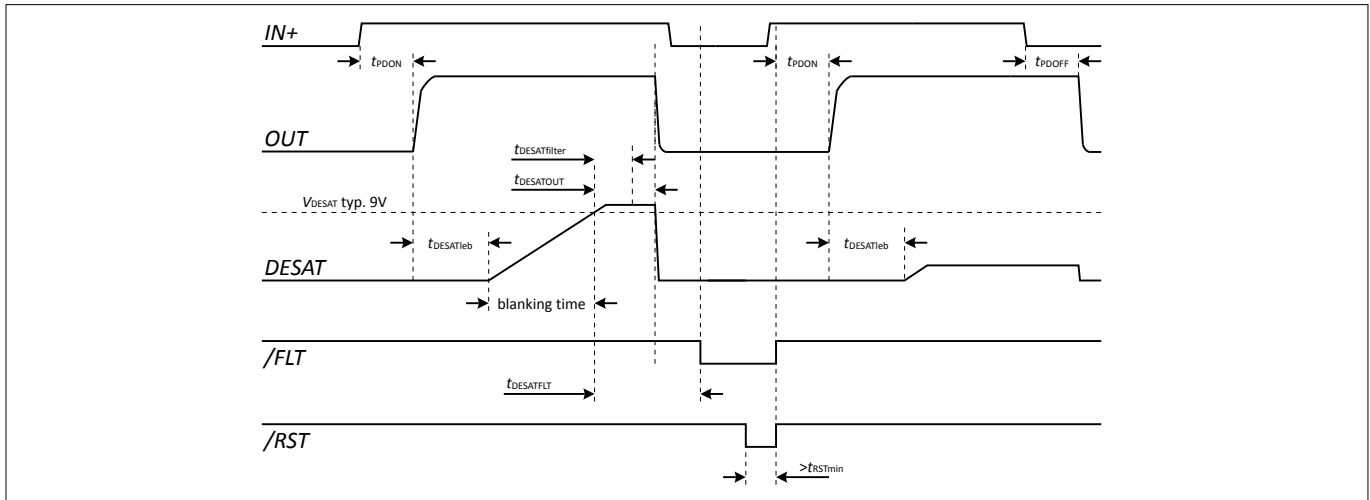 IN+
tPDON
tPDON
tPDOFF
OUT
tDESATfilter
tDESATOUT
VDESAT typ. 9V
tDESATleb
tDESATleb
DESAT
blanking time
/FLT
tDESATFLT
/RST
>tRSTmin